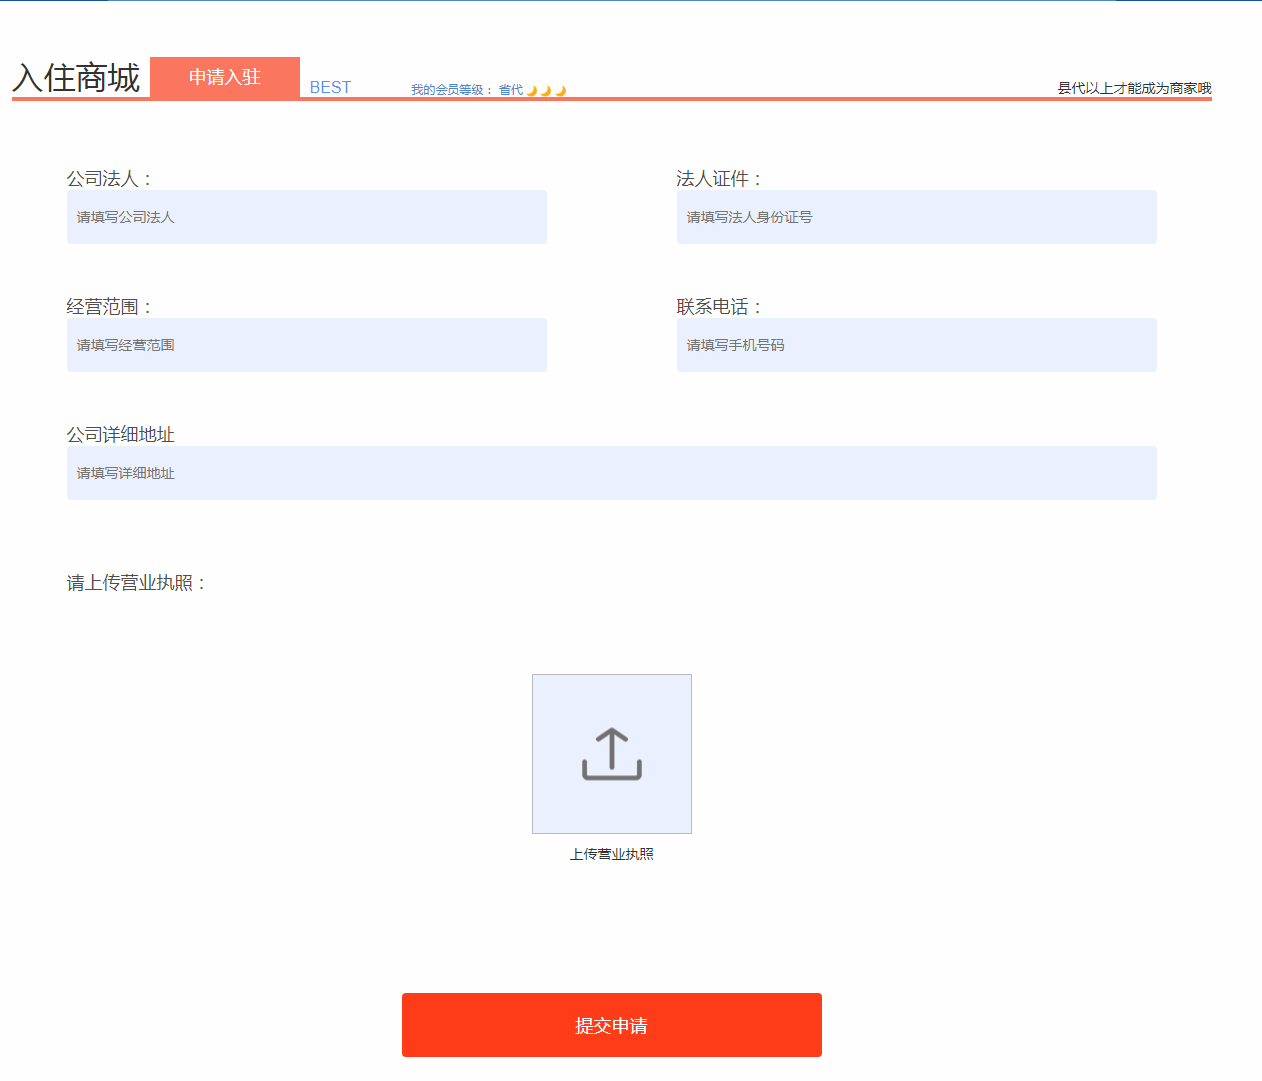 入住商城 申请入驻 BEST 我的会员等级： 省代🌙🌙🌙 县代以上才能成为商家哦
公司法人： 法人证件：
请填写公司法人 请填写法人身份证号
经营范围： 联系电话：
请填写经营范围 请填写手机号码
公司详细地址
请填写详细地址
请上传营业执照：
上传营业执照
提交申请